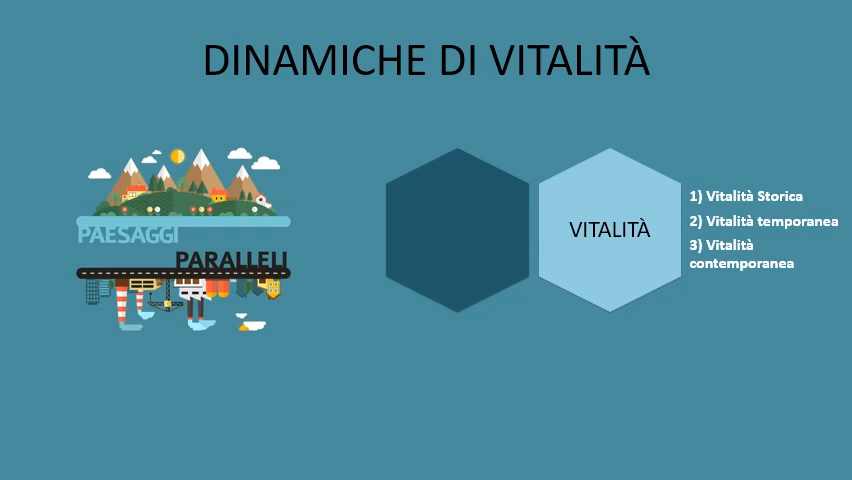 DINAMICHE DI VITALITÀ
PAESAGGI
PARALLELI
VITALITÀ
1) Vitalità Storica
2) Vitalità temporanea
3) Vitalità
contemporanea